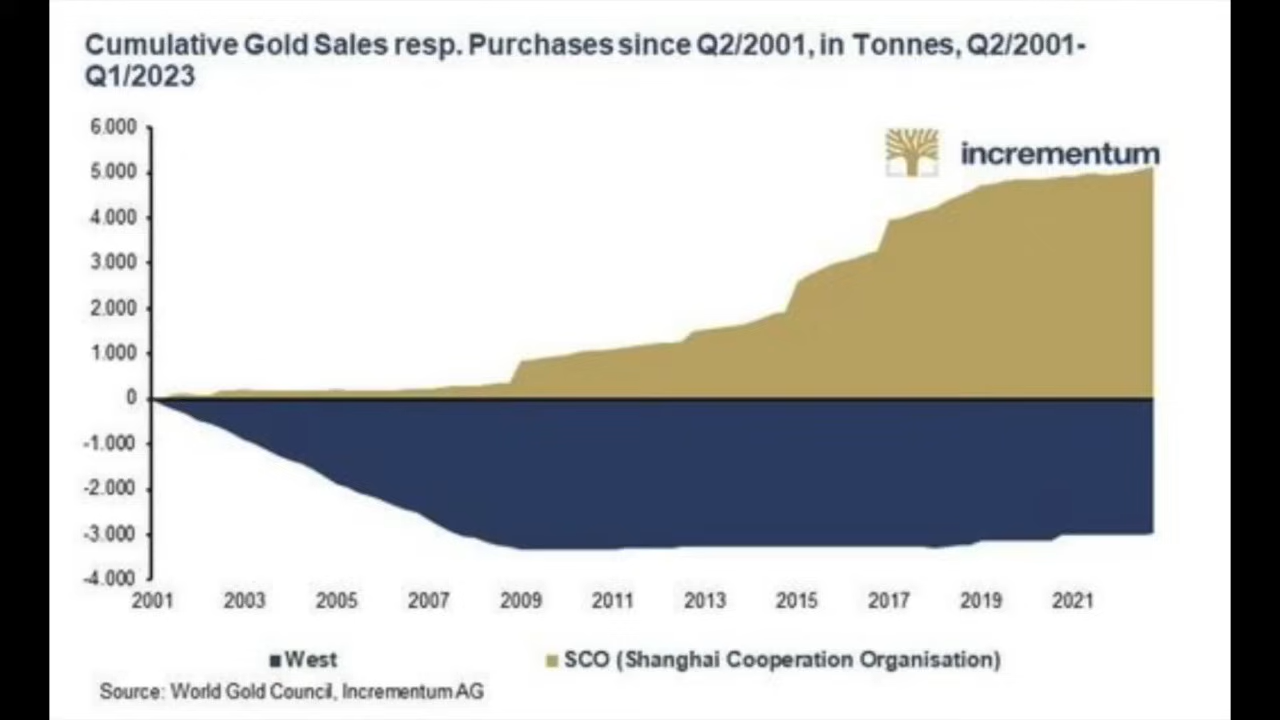 Cumulative Gold Sales resp. Purchases since Q2/2001, in Tonnes, Q2/2001-
Q1/2023
incrementum
6.000
5.000
4.000
3.000
2.000
1.000
0
-1.000
-2.000
-3.000
-4.000
2001 2003 2005 2007 2009 2011 2013 2015 2017 2019 2021
West SCO (Shanghai Cooperation Organisation)
Source: World Gold Council, Incrementum AG